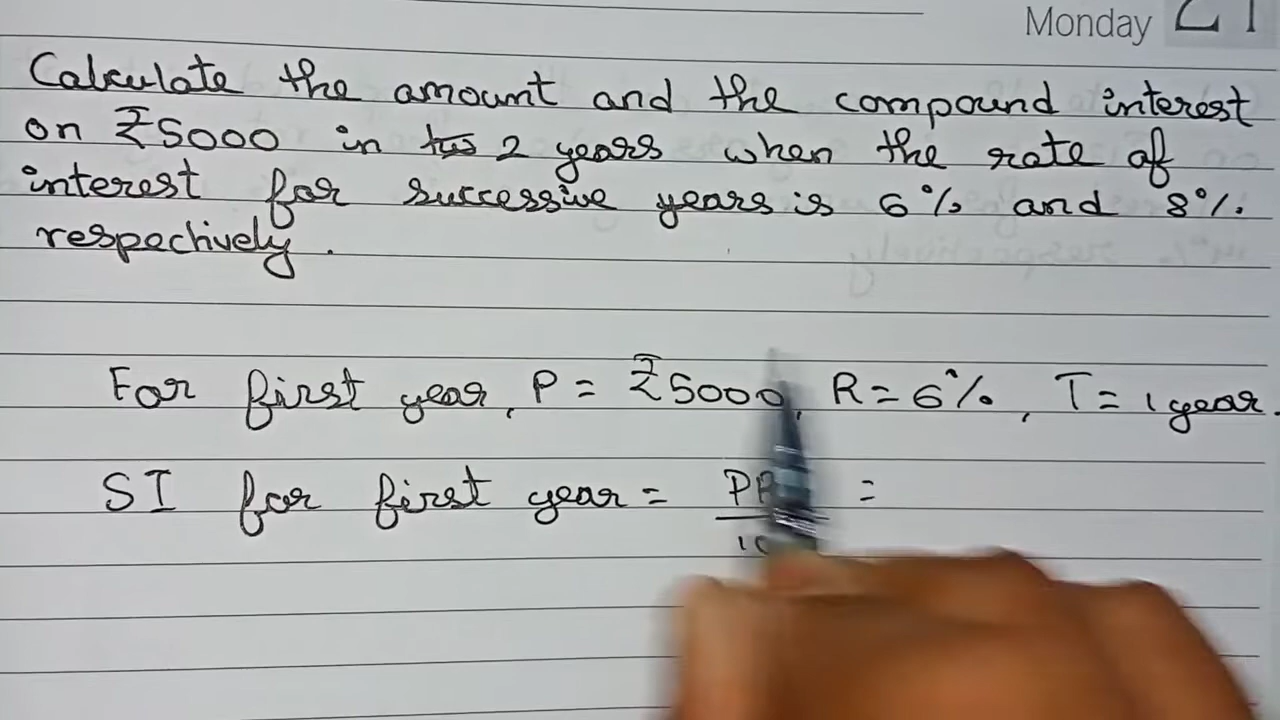 Monday 21
Calculate the amount and the compound interest
on ₹5000 in 2 years when the rate of
interest for successive years is 6% and 8%
respectively.
For first year, P = ₹5000, R = 6%, T = 1 year.
SI for first year = =